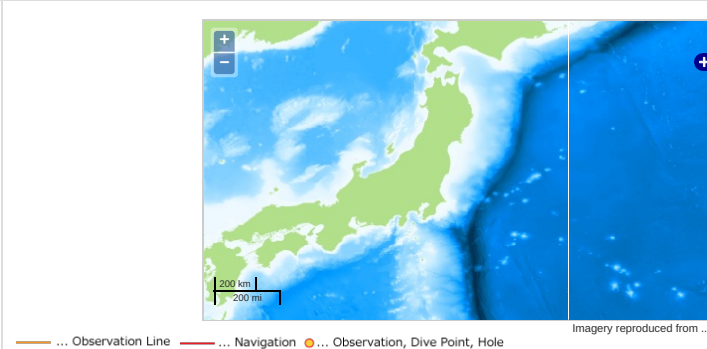 +
−
200 km
200 mi
Imagery reproduced from ..
... Observation Line
... Navigation
... Observation, Dive Point, Hole